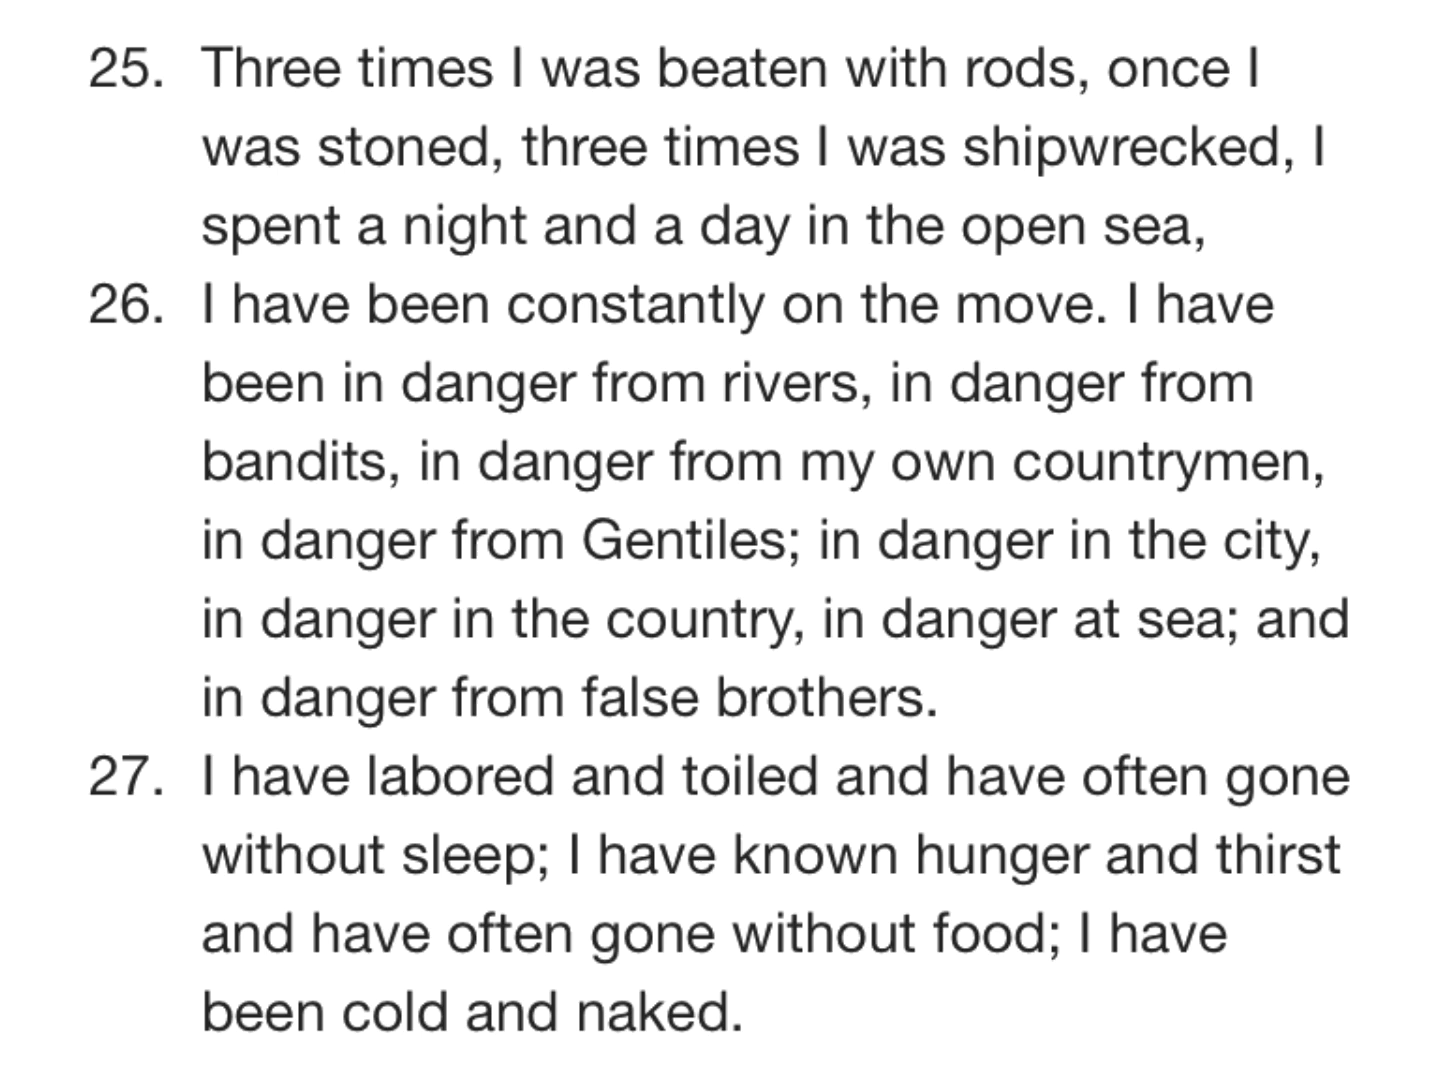 25. Three times I was beaten with rods, once I
was stoned, three times I was shipwrecked, I
spent a night and a day in the open sea,
26. I have been constantly on the move. I have
been in danger from rivers, in danger from
bandits, in danger from my own countrymen,
in danger from Gentiles; in danger in the city,
in danger in the country, in danger at sea; and
in danger from false brothers.
27. I have labored and toiled and have often gone
without sleep; I have known hunger and thirst
and have often gone without food; I have
been cold and naked.